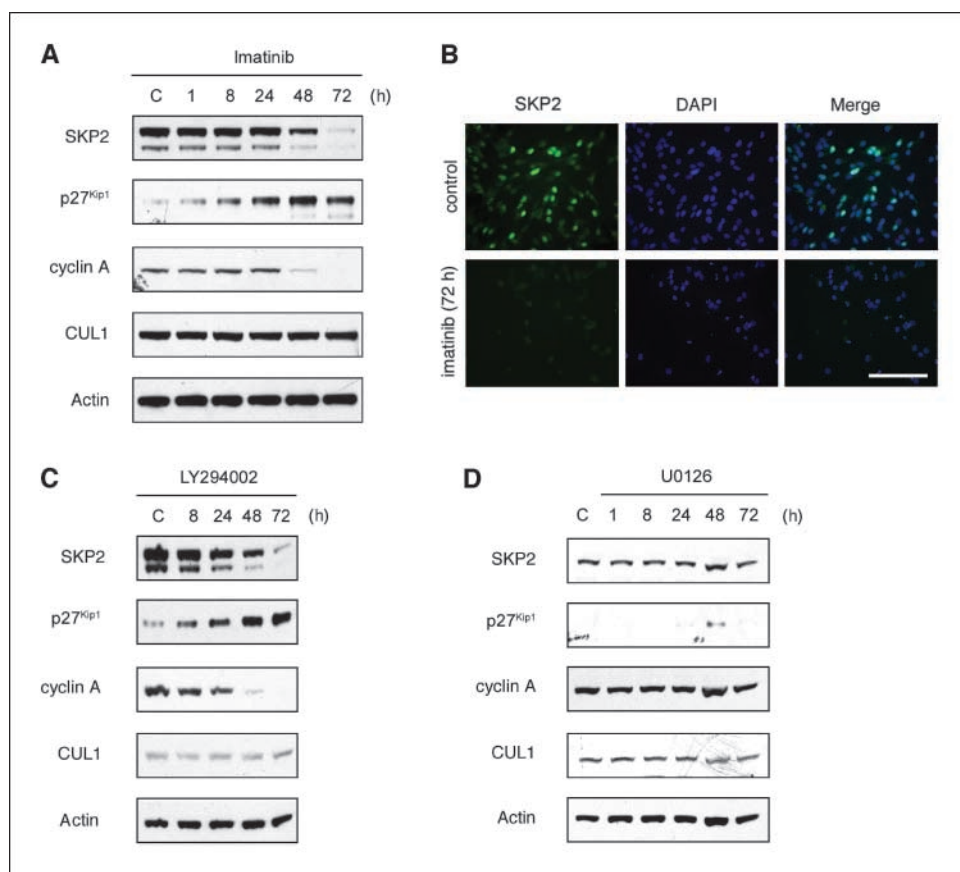 A
Imatinib
C 1 8 24 48 72 (h)
SKP2
p27Kip1
cyclin A
CUL1
Actin
B
SKP2 DAPI Merge
control
imatinib (72 h)
C
LY294002
C 8 24 48 72 (h)
SKP2
p27Kip1
cyclin A
CUL1
Actin
D
U0126
C 1 8 24 48 72 (h)
SKP2
p27Kip1
cyclin A
CUL1
Actin